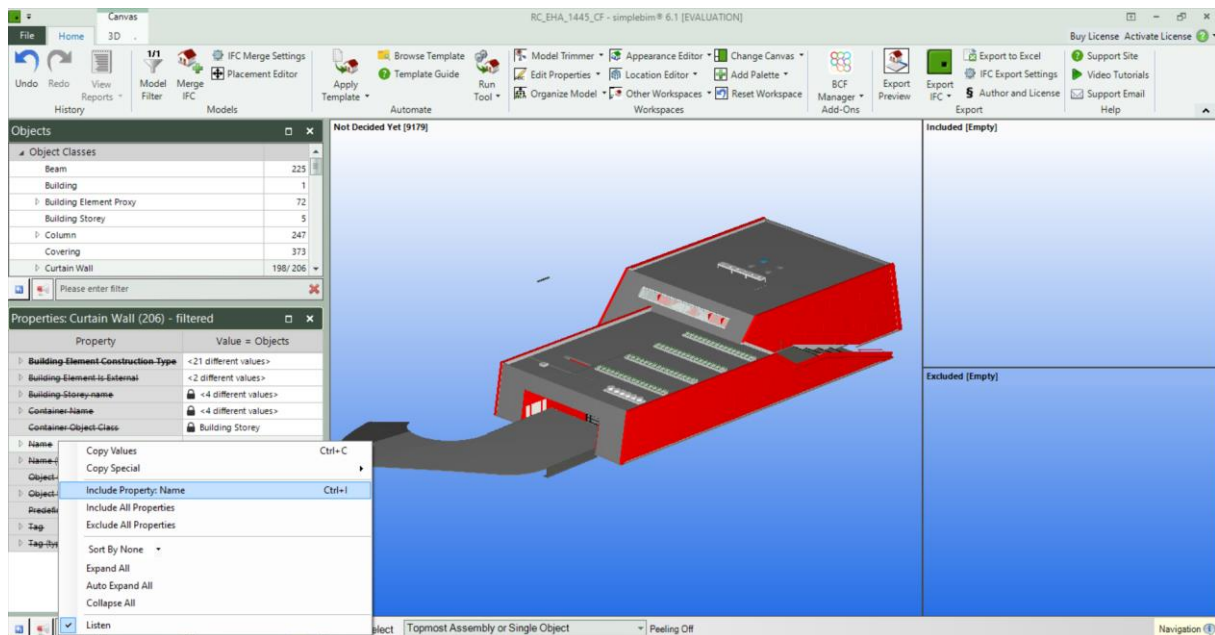 Canvas
RC_EHA_1445_CF - simplebim® 6.1 [EVALUATION]
File Home 3D
Buy License Activate License
Undo Redo View Reports
History
1/1 Model Filter Merge IFC IFC Merge Settings
Placement Editor
Models
Apply Template Browse Template
Template Guide
Run Tool
Automate
Model Trimmer Appearance Editor Change Canvas
Edit Properties Location Editor Add Palette
Organize Model Other Workspaces Reset Workspace
Workspaces
BCF Manager
Add-Ons
Export Preview Export IFC Export to Excel
IFC Export Settings
Author and License
Export
Support Site
Video Tutorials
Support Email
Help
Objects
Object Classes
Beam 225
Building 1
Building Element Proxy 72
Building Storey 5
Column 247
Covering 373
Curtain Wall 198/206
Please enter filter
Properties: Curtain Wall (206) - filtered
Property Value = Objects
Building Element Construction Type <21 different values>
Building Element Is External <2 different values>
Building Storey name <4 different values>
Container Name <4 different values>
Container Object Class Building Storey
Name
Name
Object
Object
Tag
Copy Values Ctrl+C
Copy Special
Include Property: Name Ctrl+I
Include All Properties
Exclude All Properties
Sort By None
Expand All
Auto Expand All
Collapse All
Listen
Not Decided Yet [9179]
Included [Empty]
Excluded [Empty]
Topmost Assembly or Single Object
Peeling Off
Navigation